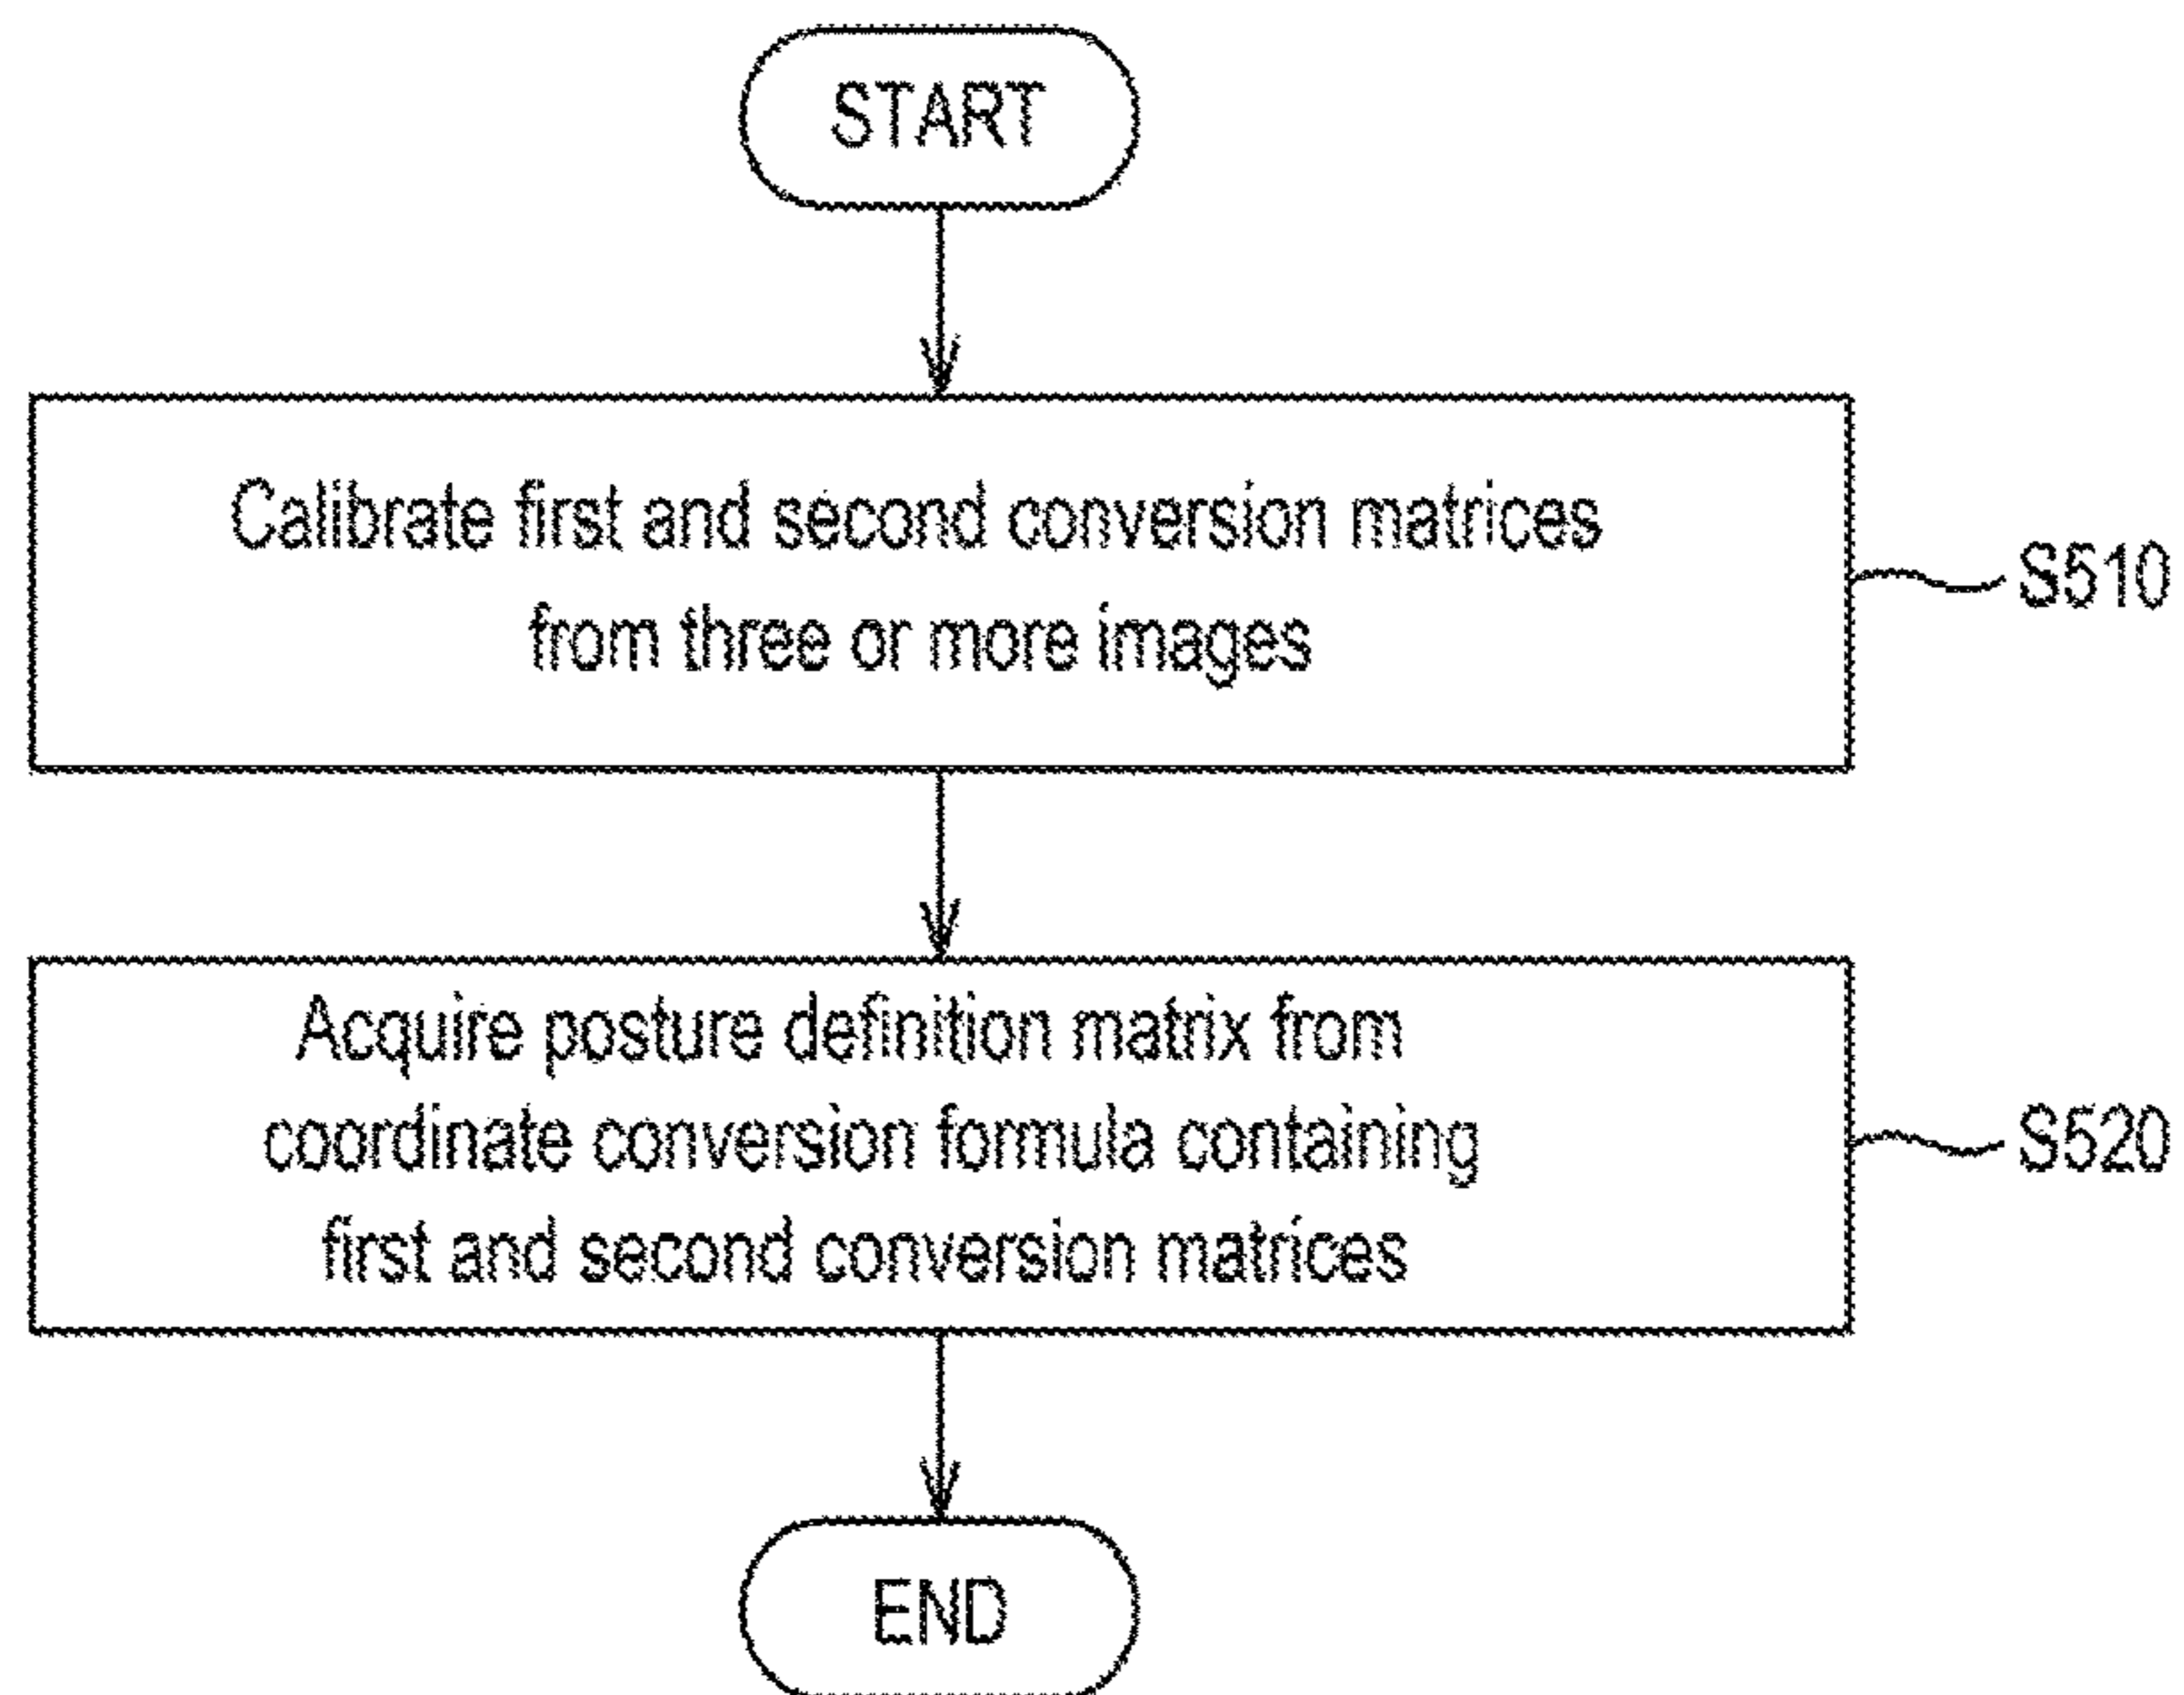 START
Calibrate first and second conversion matrices
from three or more images
S510
Acquire posture definition matrix from
coordinate conversion formula containing
first and second conversion matrices
S520
END